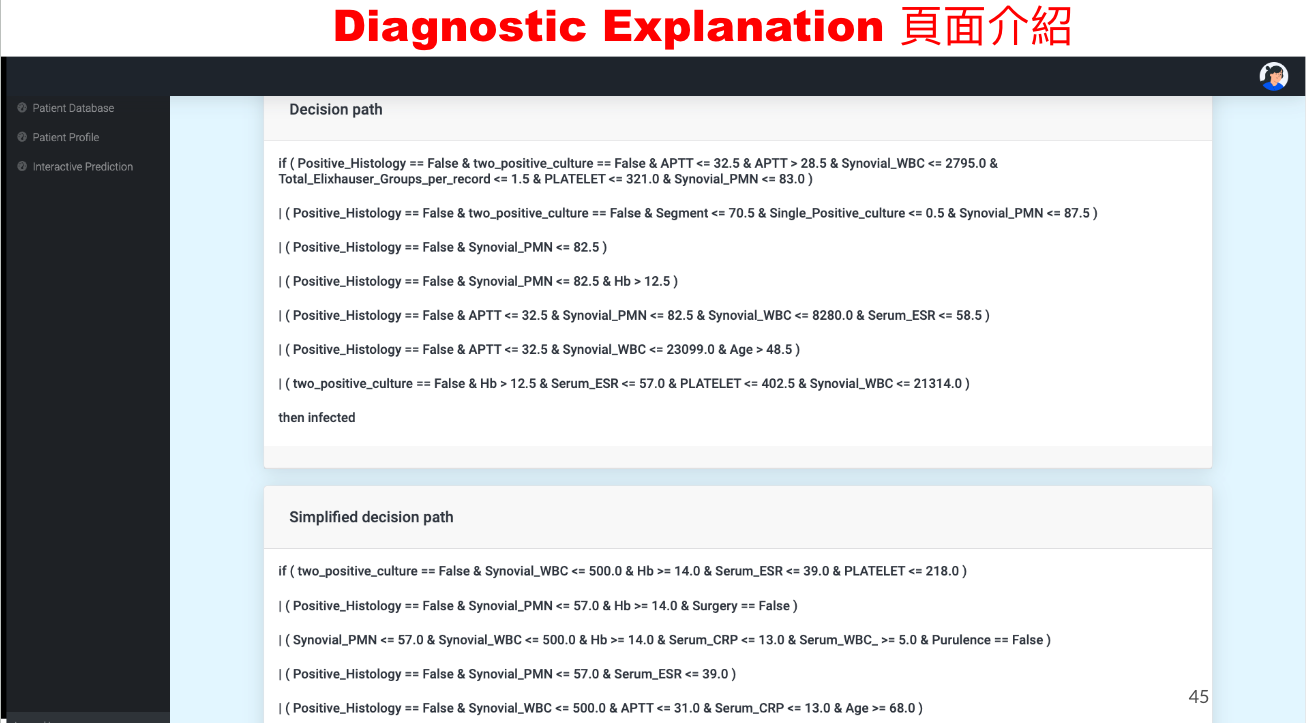 Diagnostic Explanation 頁面介紹
Patient Database
Patient Profile
Interactive Prediction
Decision path
if ( Positive_Histology == False & two_positive_culture == False & APTT <= 32.5 & APTT > 28.5 & Synovial_WBC <= 2795.0 &
Total_Elixhauser_Groups_per_record <= 1.5 & PLATELET <= 321.0 & Synovial_PMN <= 83.0 )
| ( Positive_Histology == False & two_positive_culture == False & Segment <= 70.5 & Single_Positive_culture <= 0.5 & Synovial_PMN <= 87.5 )
| ( Positive_Histology == False & Synovial_PMN <= 82.5 )
| ( Positive_Histology == False & Synovial_PMN <= 82.5 & Hb > 12.5 )
| ( Positive_Histology == False & APTT <= 32.5 & Synovial_PMN <= 82.5 & Synovial_WBC <= 8280.0 & Serum_ESR <= 58.5 )
| ( Positive_Histology == False & APTT <= 32.5 & Synovial_WBC <= 23099.0 & Age > 48.5 )
| ( two_positive_culture == False & Hb > 12.5 & Serum_ESR <= 57.0 & PLATELET <= 402.5 & Synovial_WBC <= 21314.0 )
then infected
Simplified decision path
if ( two_positive_culture == False & Synovial_WBC <= 500.0 & Hb >= 14.0 & Serum_ESR <= 39.0 & PLATELET <= 218.0 )
| ( Positive_Histology == False & Synovial_PMN <= 57.0 & Hb >= 14.0 & Surgery == False )
| ( Synovial_PMN <= 57.0 & Synovial_WBC <= 500.0 & Hb >= 14.0 & Serum_CRP <= 13.0 & Serum_WBC_ >= 5.0 & Purulence == False )
| ( Positive_Histology == False & Synovial_PMN <= 57.0 & Serum_ESR <= 39.0 )
| ( Positive_Histology == False & Synovial_WBC <= 500.0 & APTT <= 31.0 & Serum_CRP <= 13.0 & Age >= 68.0 )
45